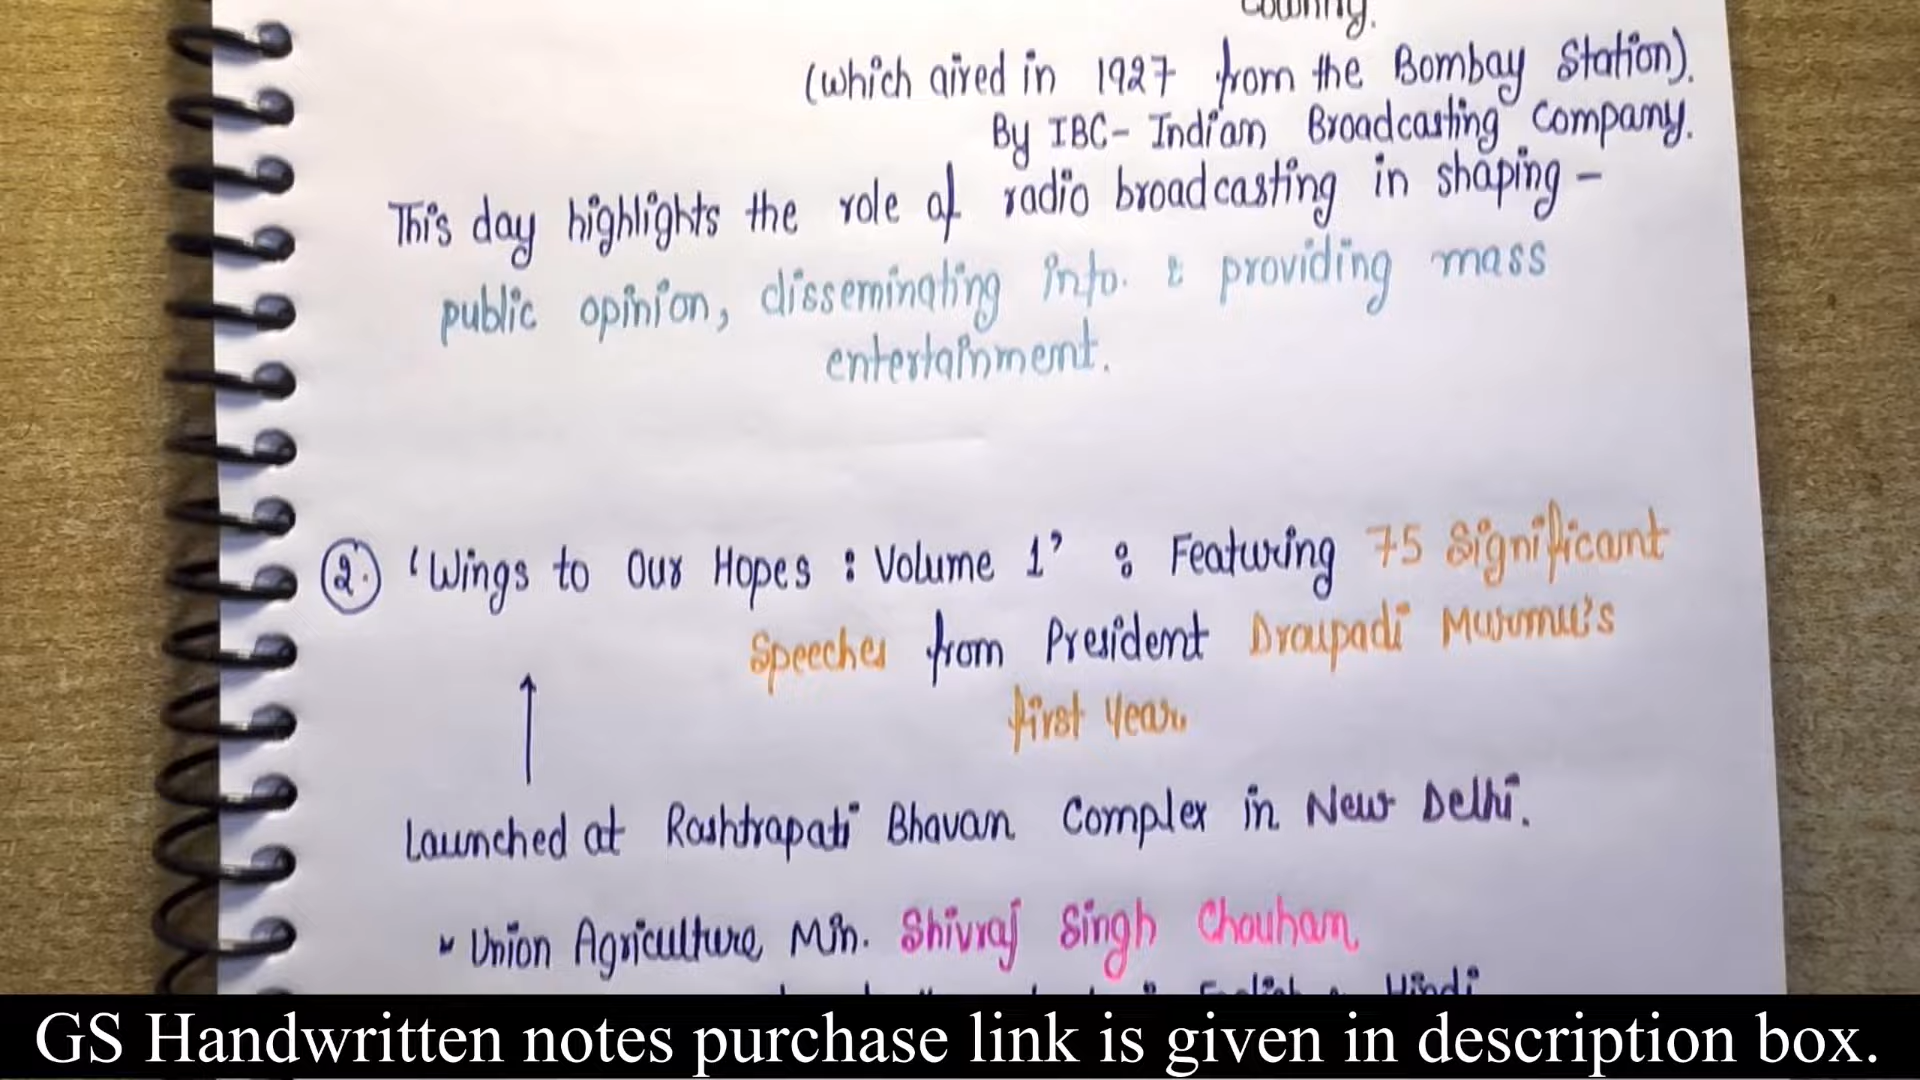 country.
(which aired in 1927 from the Bombay Station).
By IBC- Indian Broadcasting Company.
This day highlights the role of radio broadcasting in shaping -
public opinion, disseminating info. & providing mass
entertainment.
2. 'Wings to Our Hopes : Volume 1' : Featuring 75 Significant
Speeches from President Draupadi Murmu's
first year.
Launched at Rashtrapati Bhavan Complex in New Delhi.
Union Agriculture Min. Shivraj Singh Chouhan
English & Hindi
GS Handwritten notes purchase link is given in description box.